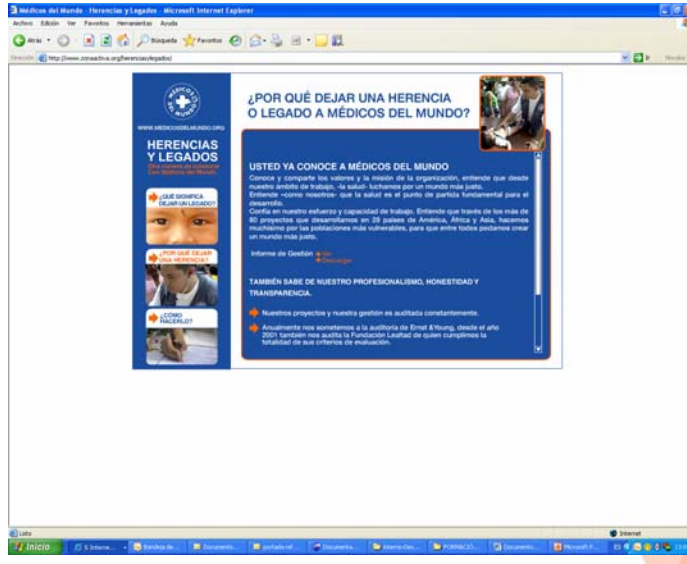 Médicos del Mundo - Herencias y Legados - Microsoft Internet Explorer
Archivo Edición Ver Favoritos Herramientas Ayuda
Atrás Búsqueda Favoritos
Dirección http://www.zonaactiva.org/herenciasylegados/ Ir
MÉDICOS DEL MUNDO
WWW.MEDICOSDELMUNDO.ORG
HERENCIAS
Y LEGADOS
Con Médicos del Mundo
¿QUÉ SIGNIFICA
DEJAR UN LEGADO?
¿POR QUÉ DEJAR
UNA HERENCIA?
¿CÓMO
HACERLO?
¿POR QUÉ DEJAR UNA HERENCIA
O LEGADO A MÉDICOS DEL MUNDO?
USTED YA CONOCE A MÉDICOS DEL MUNDO
Conoce y comparte los valores y la misión de la organización, entiende que desde
nuestro ámbito de trabajo, -la salud- luchamos por un mundo más justo.
Entiende –como nosotros- que la salud es el punto de partida fundamental para el
desarrollo.
Confía en nuestro esfuerzo y capacidad de trabajo. Entiende que través de los más de
80 proyectos que desarrollamos en 29 países de América, África y Asia, hacemos
muchísimo por las poblaciones más vulnerables, para que entre todos podamos crear
un mundo más justo.
Informe de Gestión Ver
Descargar
TAMBIÉN SABE DE NUESTRO PROFESIONALISMO, HONESTIDAD Y
TRANSPARENCIA.
Nuestros proyectos y nuestra gestión es auditada constantemente.
Anualmente nos sometemos a la auditoría de Ernst &Young, desde el año
2001 también nos audita la Fundación Lealtad de quien cumplimos la
totalidad de sus criterios de evaluación.
Listo Internet
Inicio